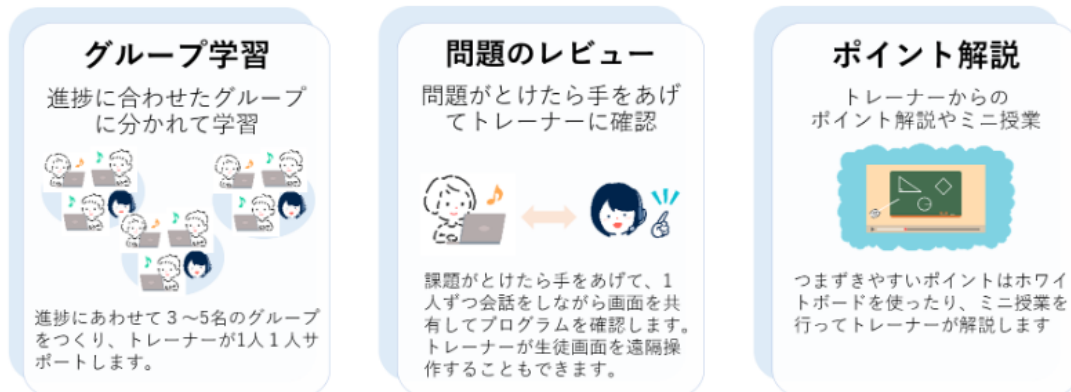 グループ学習
進捗に合わせたグループ
に分かれて学習
進捗にあわせて３～5名のグループ
をつくり、トレーナーが1人１人サ
ポートします。
問題のレビュー
問題がとけたら手をあげ
てトレーナーに確認
課題がとけたら手をあげて、1
人ずつ会話をしながら画面を共
有してプログラムを確認します。
トレーナーが生徒画面を遠隔操
作することもできます。
ポイント解説
トレーナーからの
ポイント解説やミニ授業
つまずきやすいポイントはホワイ
トボードを使ったり、ミニ授業を
行ってトレーナーが解説します